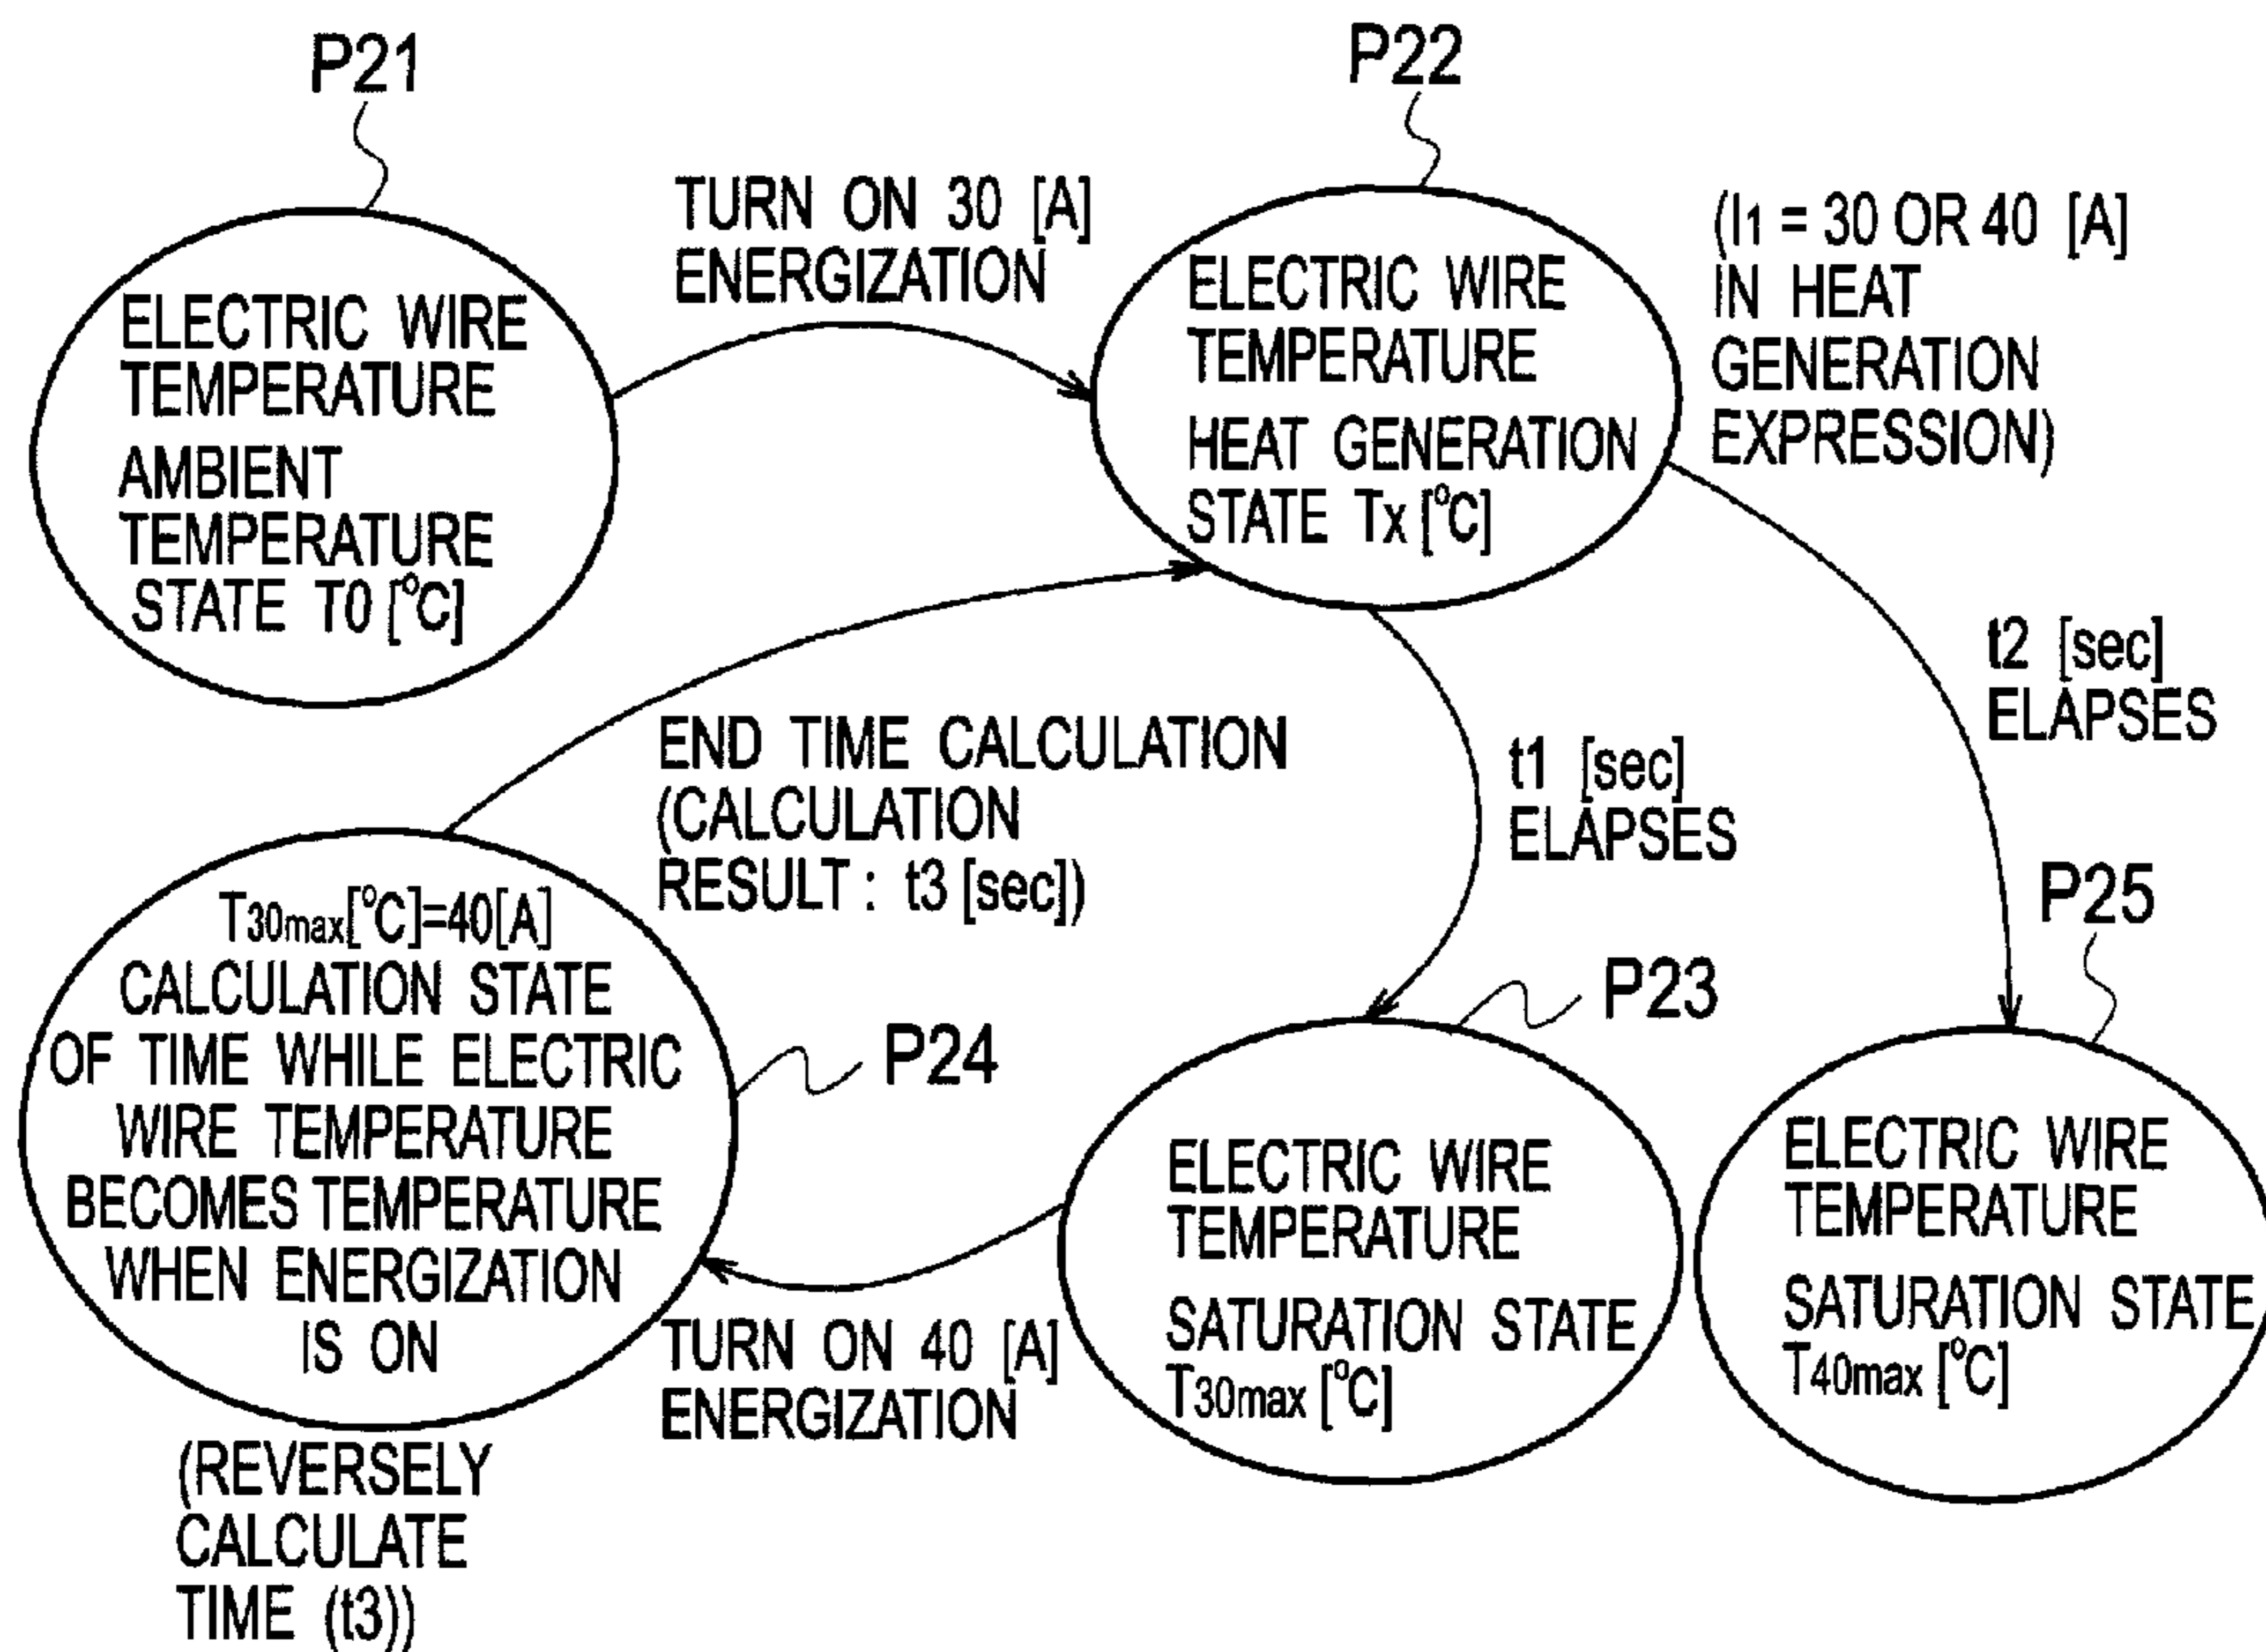 P21
P22
TURN ON 30 [A]
ENERGIZATION
(I1 = 30 OR 40 [A]
IN HEAT
GENERATION
EXPRESSION)
ELECTRIC WIRE
TEMPERATURE
AMBIENT
TEMPERATURE
STATE T0 [°C]
ELECTRIC WIRE
TEMPERATURE
HEAT GENERATION
STATE Tx [°C]
t2 [sec]
ELAPSES
END TIME CALCULATION
(CALCULATION
RESULT : t3 [sec])
t1 [sec]
ELAPSES
P25
P23
P24
T30max[°C]=40[A]
CALCULATION STATE
OF TIME WHILE ELECTRIC
WIRE TEMPERATURE
BECOMES TEMPERATURE
WHEN ENERGIZATION
IS ON
ELECTRIC WIRE
TEMPERATURE
SATURATION STATE
T30max [°C]
ELECTRIC WIRE
TEMPERATURE
SATURATION STATE
T40max [°C]
TURN ON 40 [A]
ENERGIZATION
(REVERSELY
CALCULATE
TIME (t3))